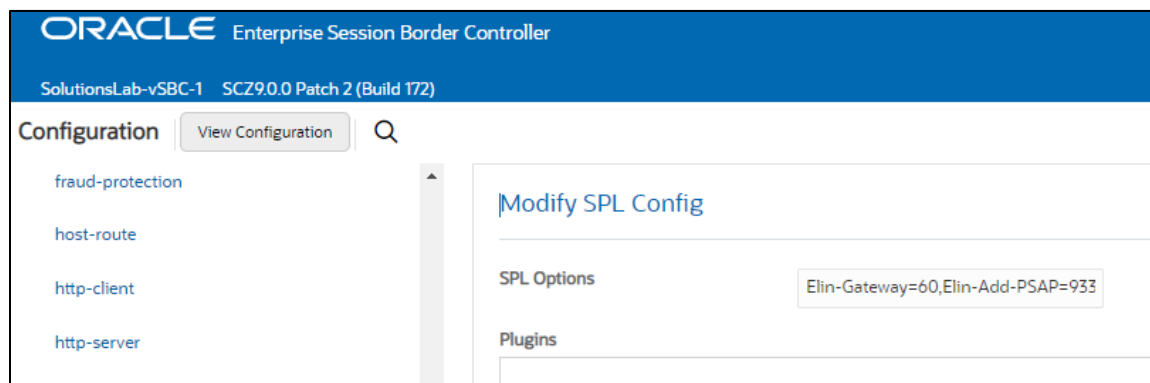 ORACLE Enterprise Session Border Controller
SolutionsLab-vSBC-1 SCZ9.0.0 Patch 2 (Build 172)
Configuration View Configuration
fraud-protection
host-route
http-client
http-server
Modify SPL Config
SPL Options Elin-Gateway=60,Elin-Add-PSAP=933
Plugins